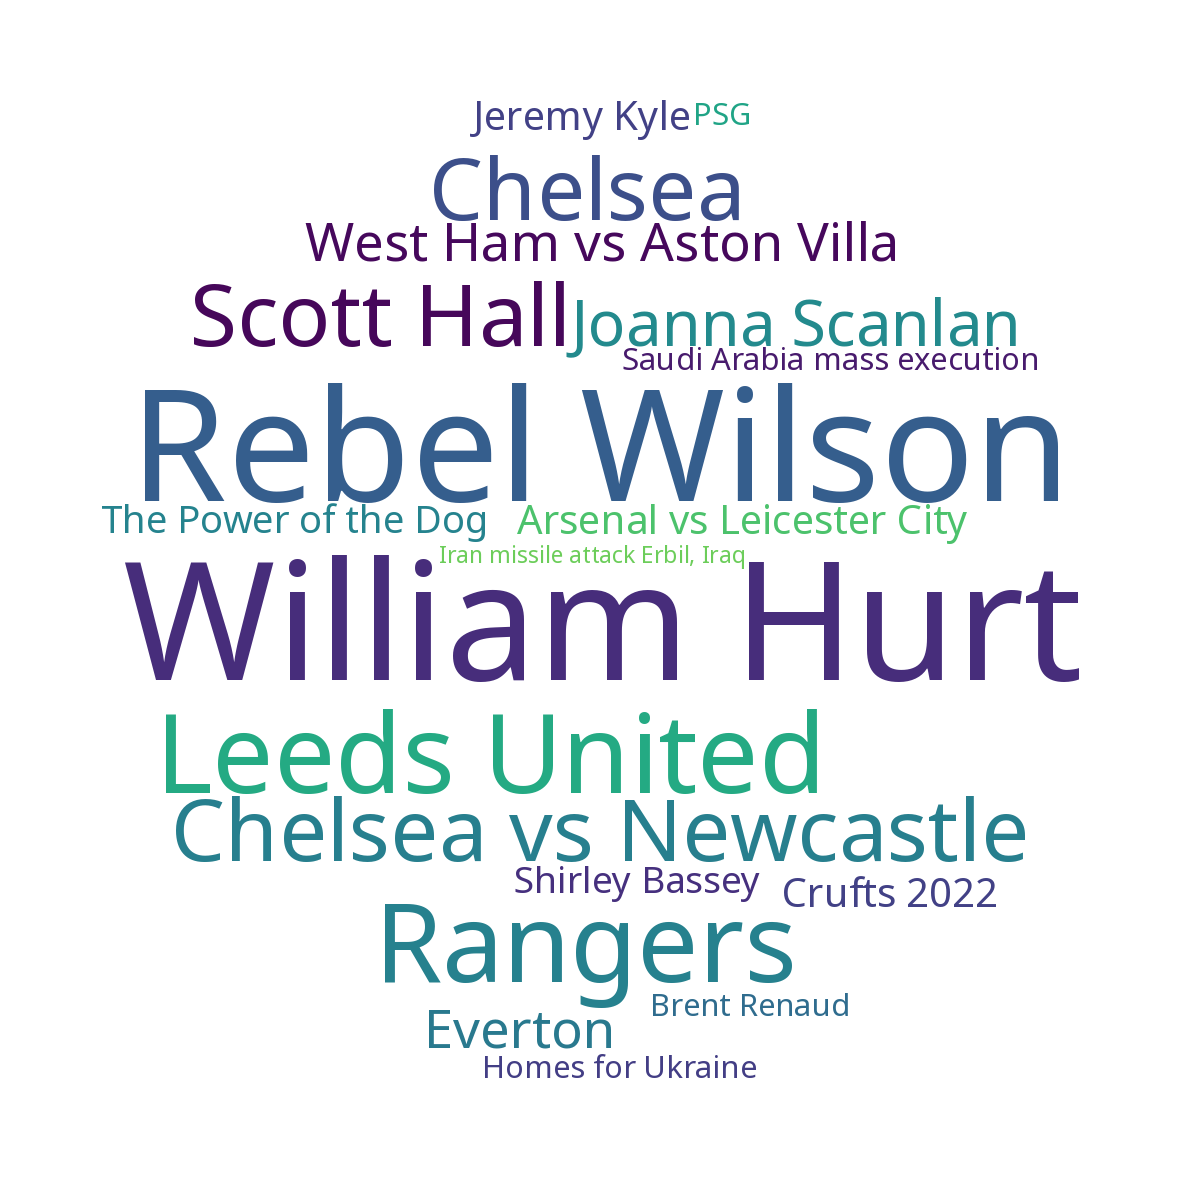 Jeremy Kyle PSG
Chelsea
West Ham vs Aston Villa
Scott Hall Joanna Scanlan
Saudi Arabia mass execution
Rebel Wilson
The Power of the Dog Arsenal vs Leicester City
Iran missile attack Erbil, Iraq
William Hurt
Leeds United
Chelsea vs Newcastle
Shirley Bassey Crufts 2022
Rangers
Brent Renaud
Everton
Homes for Ukraine